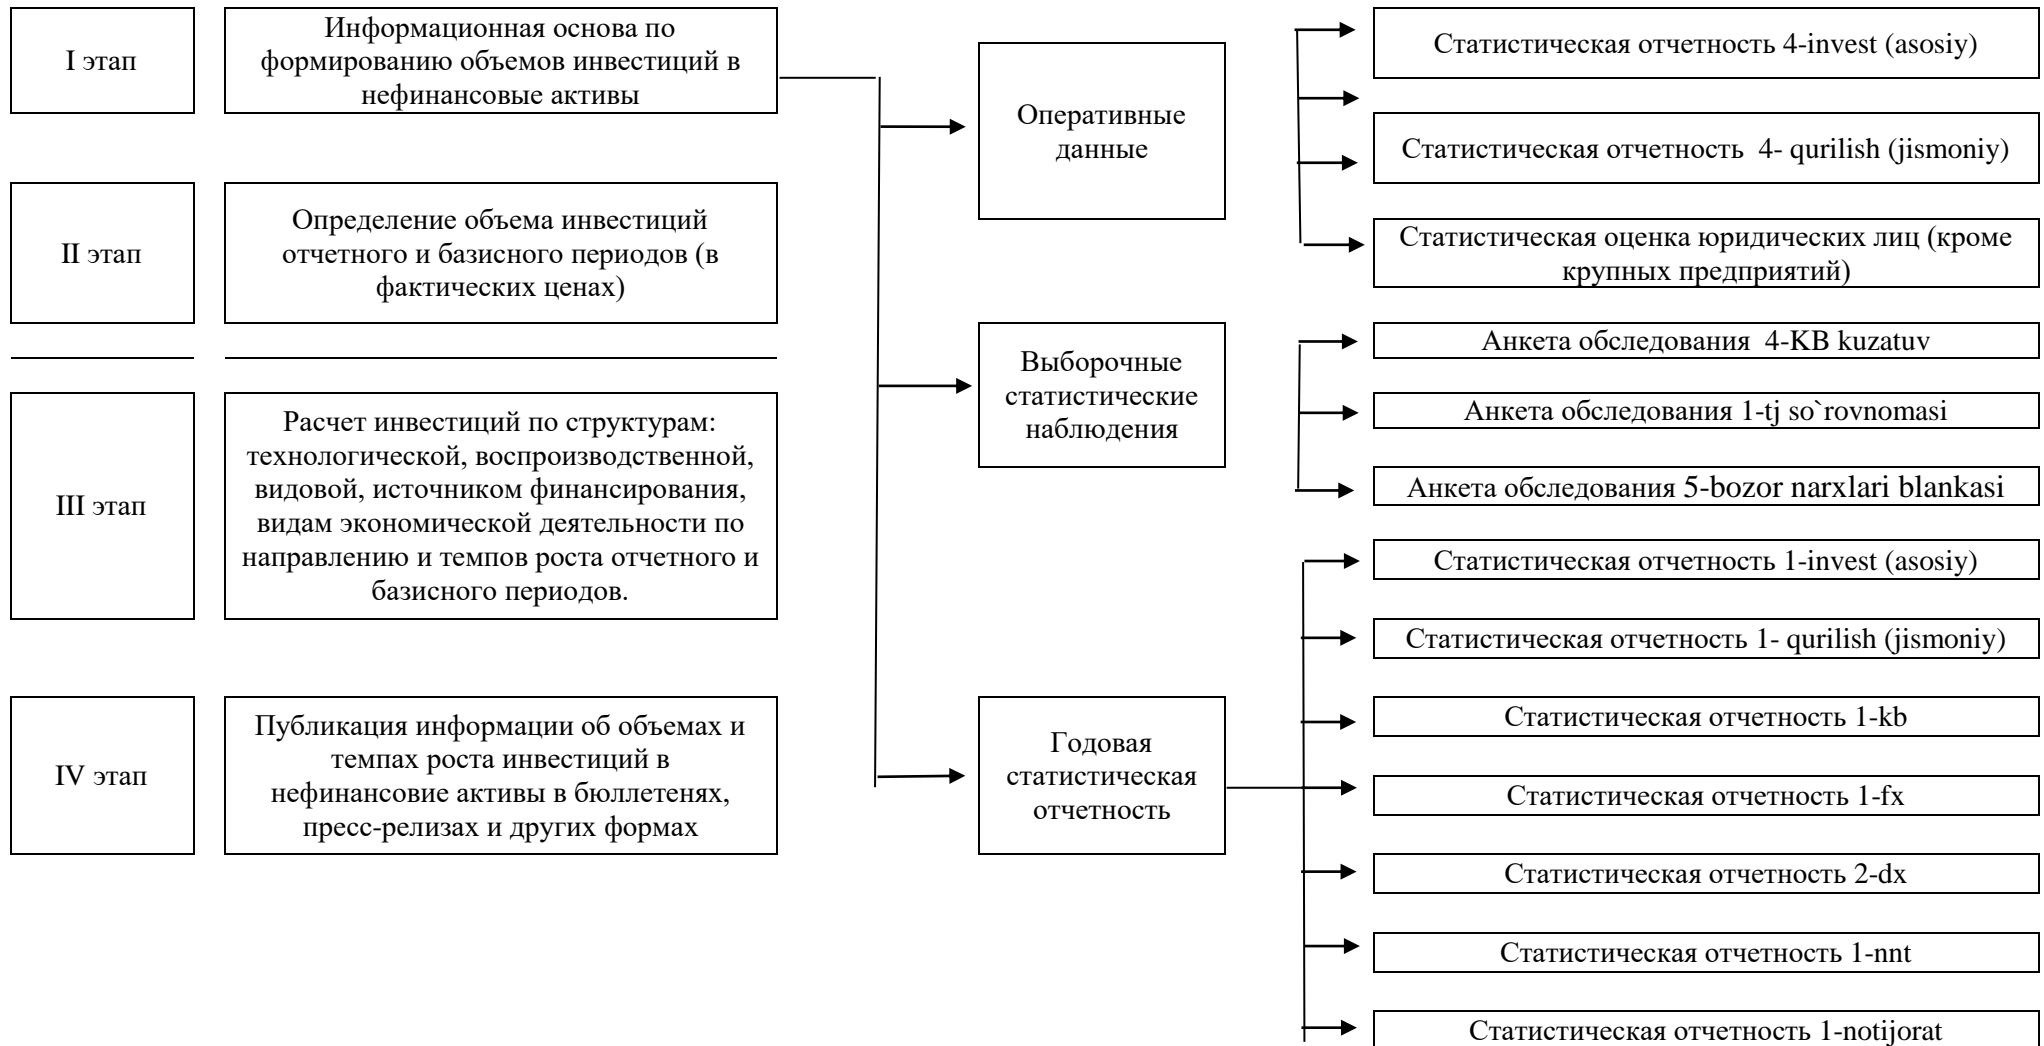 I этап
Информационная основа по
формированию объемов инвестиций в
нефинансовые активы
II этап
Определение объема инвестиций
отчетного и базисного периодов (в
фактических ценах)
III этап
Расчет инвестиций по структурам:
технологической, воспроизводственной,
видовой, источником финансирования,
видам экономической деятельности по
направлению и темпов роста отчетного и
базисного периодов.
IV этап
Публикация информации об объемах и
темпах роста инвестиций в
нефинансовие активы в бюллетенях,
пресс-релизах и других формах
Оперативные
данные
Выборочные
статистические
наблюдения
Годовая
статистическая
отчетность
Статистическая отчетность 4-invest (asosiy)
Статистическая отчетность 4- qurilish (jismoniy)
Статистическая оценка юридических лиц (кроме
крупных предприятий)
Анкета обследования 4-KB kuzatuv
Анкета обследования 1-tj so`rovnomasi
Анкета обследования 5-bozor narxlari blankasi
Статистическая отчетность 1-invest (asosiy)
Статистическая отчетность 1- qurilish (jismoniy)
Статистическая отчетность 1-kb
Статистическая отчетность 1-fx
Статистическая отчетность 2-dx
Статистическая отчетность 1-nnt
Статистическая отчетность 1-notijorat